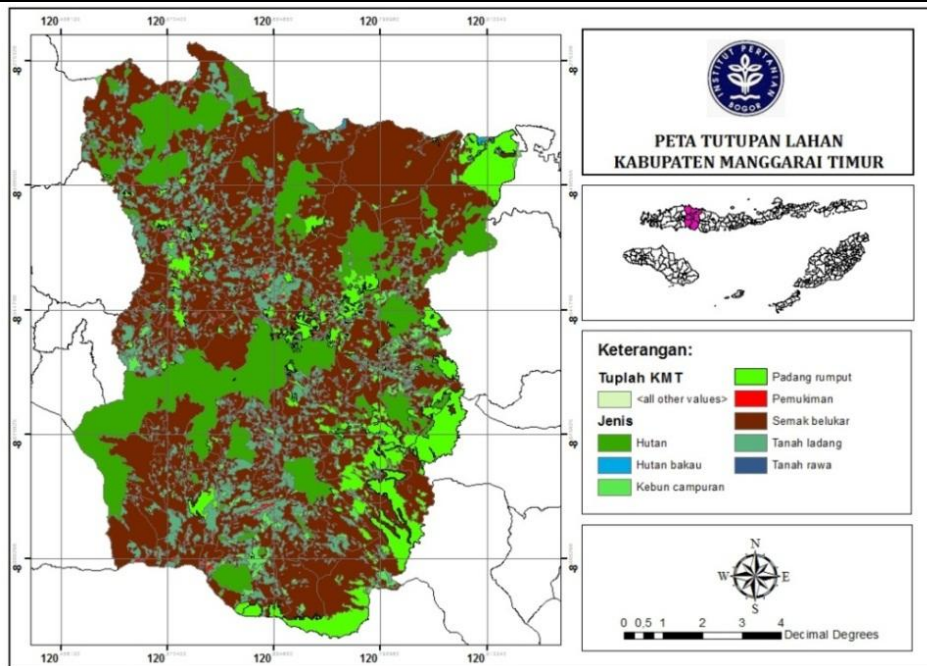 120 120 120 120 120
INSTITUT PERTANIAN
BOGOR
PETA TUTUPAN LAHAN
KABUPATEN MANGGARAI TIMUR
Keterangan:
Tuplah KMT
<all other values>
Jenis
Hutan
Hutan bakau
Kebun campuran
Padang rumput
Pemukiman
Semak belukar
Tanah ladang
Tanah rawa
N
W E
S
0 0,5 1 2 3 4
Decimal Degrees
120 120 120 120 120